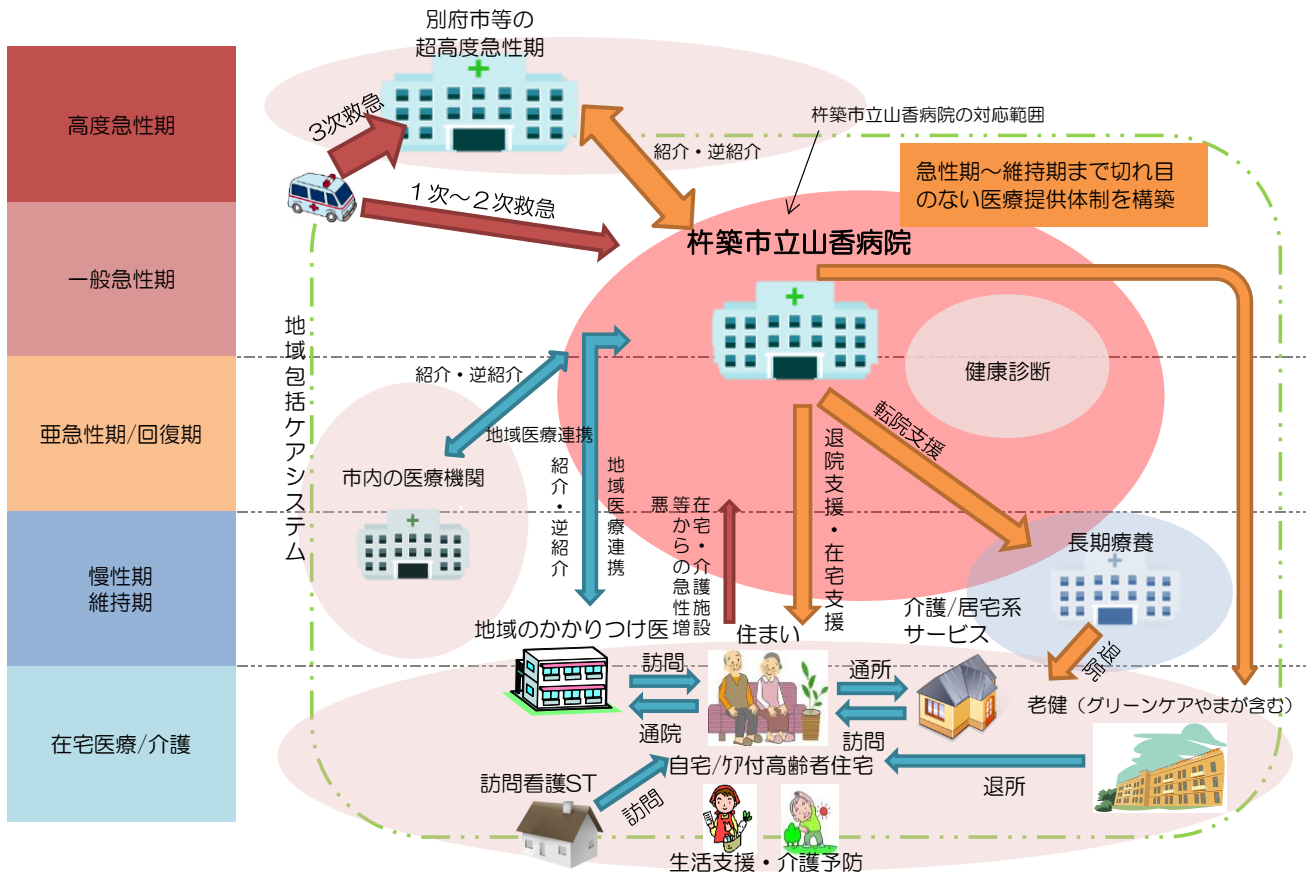 別府市等の
超高度急性期
高度急性期
3次救急
杵築市立山香病院の対応範囲
紹介・逆紹介
急性期～維持期まで切れ目
のない医療提供体制を構築
１次～２次救急
杵築市立山香病院
一般急性期
地域包括ケアシステム
健康診断
紹介・逆紹介
亜急性期/回復期
地域医療連携
転院支援
市内の医療機関
紹介・逆紹介
地域医療連携
在宅・介護施設
等からの急性増
悪
退院支援・在宅支援
長期療養
慢性期
維持期
介護/居宅系
サービス
地域のかかりつけ医
住まい
退院
訪問
通所
老健（グリーンケアやまが含む）
通院
訪問
在宅医療/介護
自宅/ｹｱ付高齢者住宅
訪問看護ST
訪問
退所
生活支援・介護予防